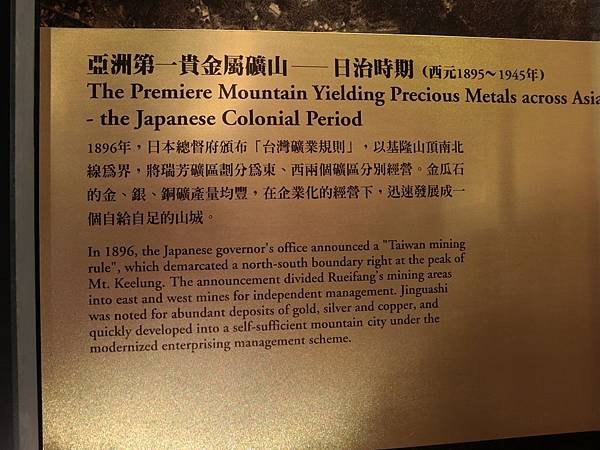 亞洲第一貴金屬礦山──日治時期（西元1895～1945年）
The Premiere Mountain Yielding Precious Metals across Asia
- the Japanese Colonial Period
1896年，日本總督府頒布「台灣礦業規則」，以基隆山頂南北
線為界，將瑞芳礦區劃分為東、西兩個礦區分別經營。金瓜石
的金、銀、銅礦產量均豐，在企業化的經營下，迅速發展成一
個自給自足的山城。
In 1896, the Japanese governor's office announced a "Taiwan mining
rule", which demarcated a north-south boundary right at the peak of
Mt. Keelung. The announcement divided Rueifang's mining areas
into east and west mines for independent management. Jinguashi
was noted for abundant deposits of gold, silver and copper, and
quickly developed into a self-sufficient mountain city under the
modernized enterprising management scheme.